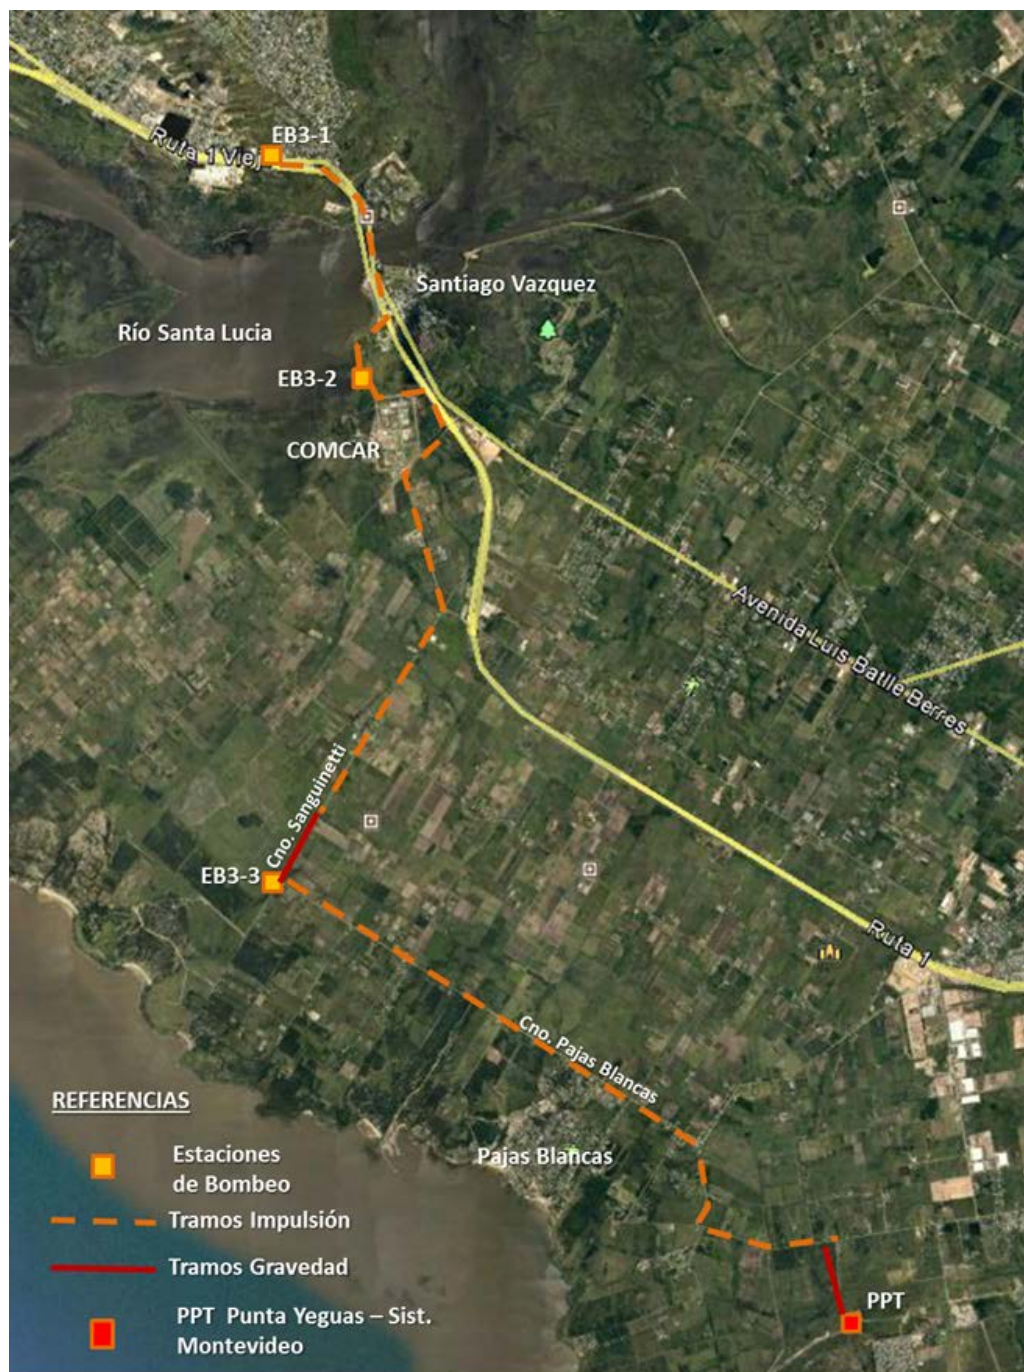 EB3-1
Ruta 1 Viej
Santiago Vazquez
Río Santa Lucia
EB3-2
COMCAR
Avenida Luis Batlle Berres
Cno. Sanguinetti
EB3-3
Ruta 1
Cno. Pajas Blancas
Pajas Blancas
REFERENCIAS
Estaciones
de Bombeo
Tramos Impulsión
Tramos Gravedad
PPT Punta Yeguas – Sist.
Montevideo
PPT